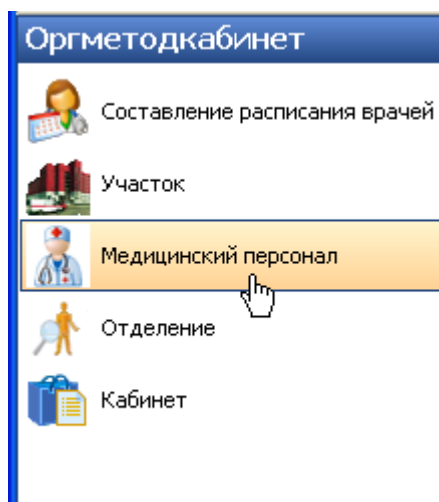 Оргметодкабинет
Составление расписания врачей
Участок
Медицинский персонал
Отделение
Кабинет